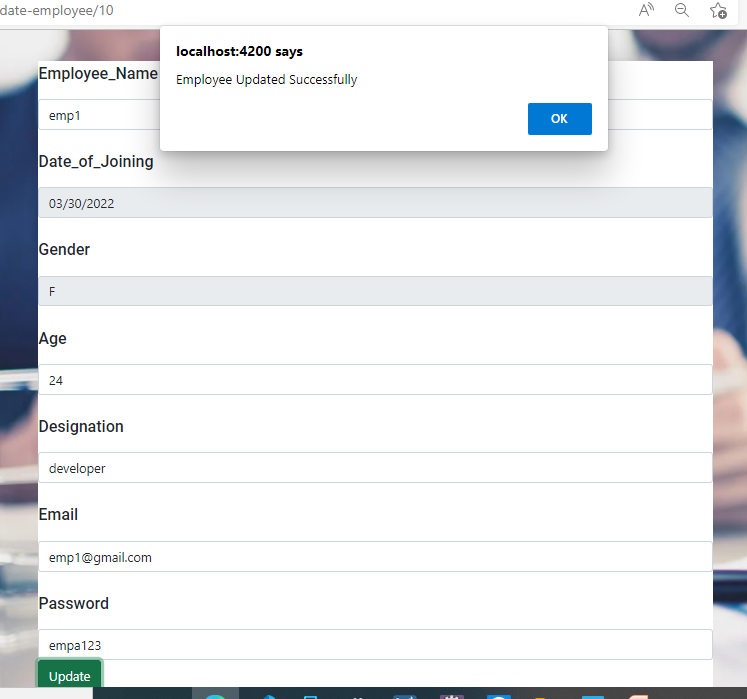 date-employee/10
localhost:4200 says
Employee Updated Successfully
OK
Employee_Name
emp1
Date_of_Joining
03/30/2022
Gender
F
Age
24
Designation
developer
Email
emp1@gmail.com
Password
empa123
Update